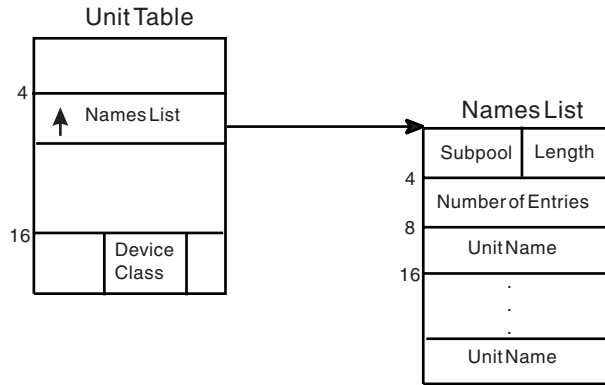 Unit Table
4
Names List
16
Device
Class
Names List
Subpool Length
4
Number of Entries
8
Unit Name
16
.
.
.
Unit Name